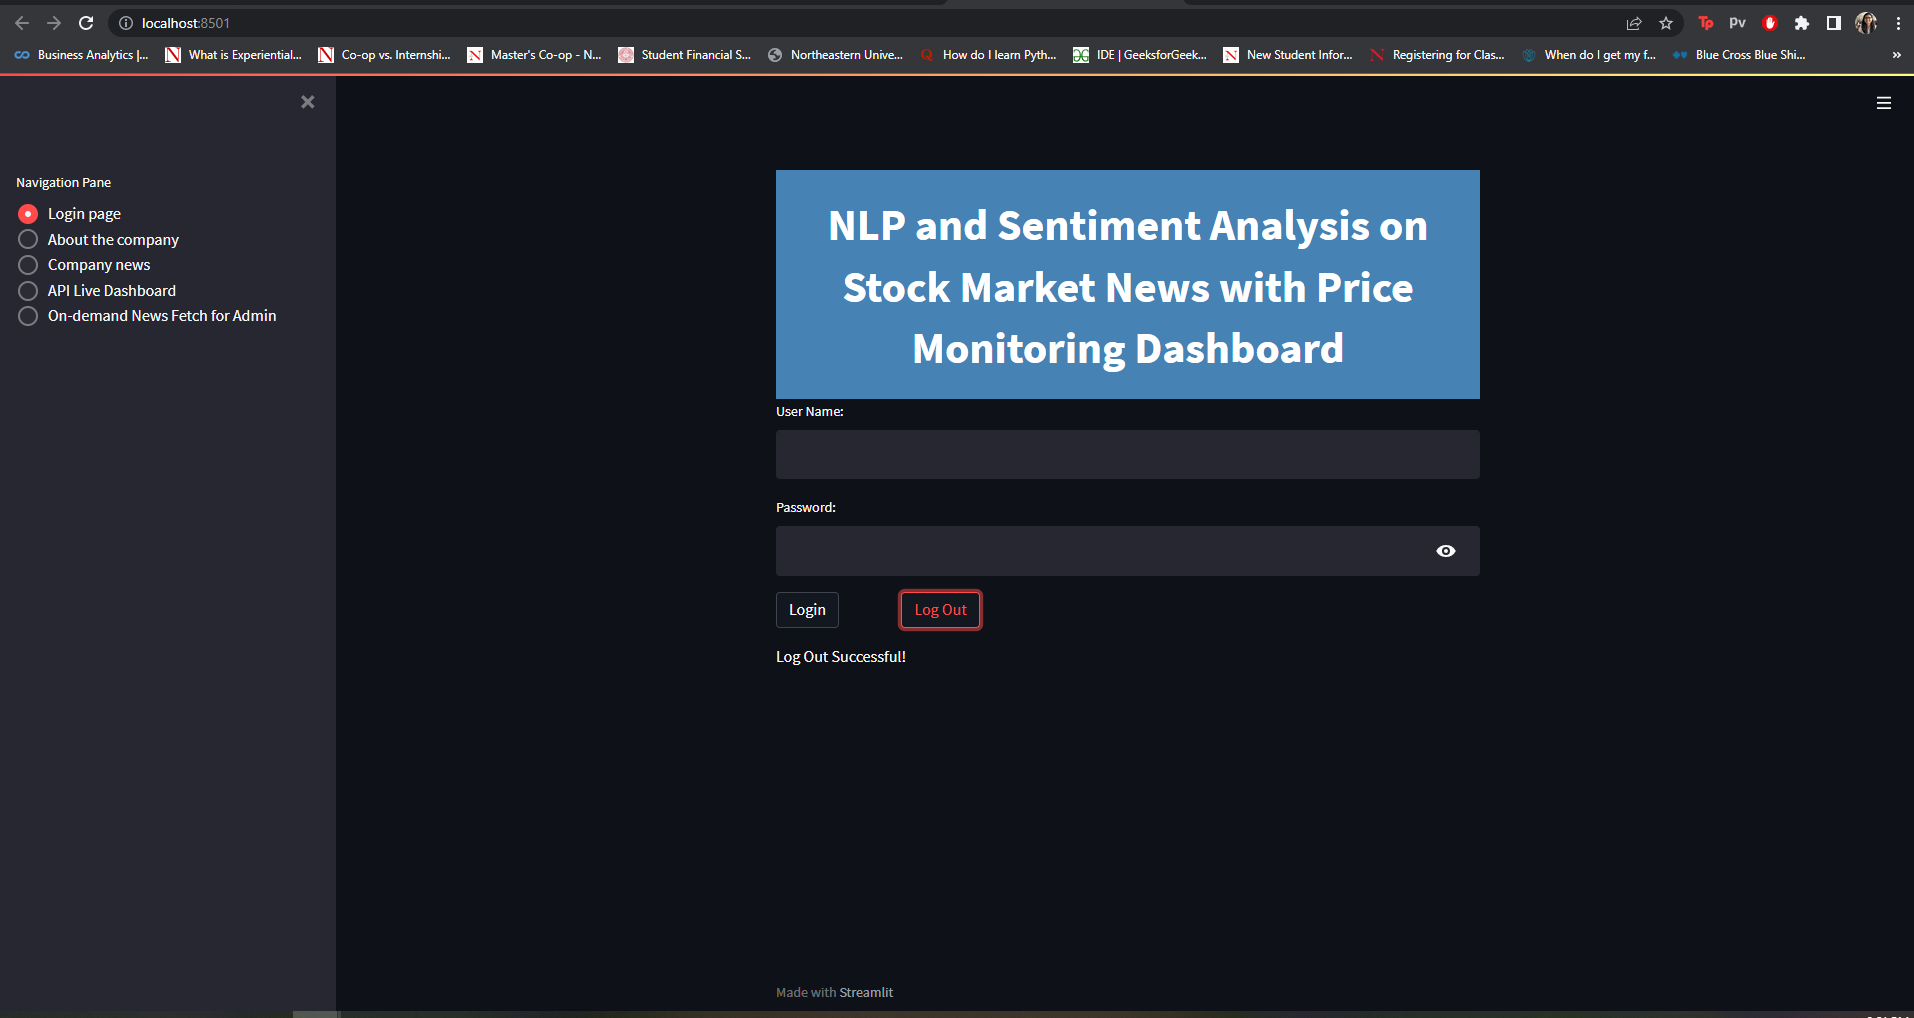 localhost:8501
Tp
Pv
Business Analytics |...
What is Experiential...
Co-op vs. Internshi...
Master's Co-op - N...
Student Financial S...
Northeastern Unive...
How do I learn Pyth...
IDE | GeeksforGeek...
New Student Infor...
Registering for Clas...
When do I get my f...
Blue Cross Blue Shi...
»
Navigation Pane
Login page
About the company
Company news
API Live Dashboard
On-demand News Fetch for Admin
NLP and Sentiment Analysis on
Stock Market News with Price
Monitoring Dashboard
User Name:
Password:
Login
Log Out
Log Out Successful!
Made with Streamlit